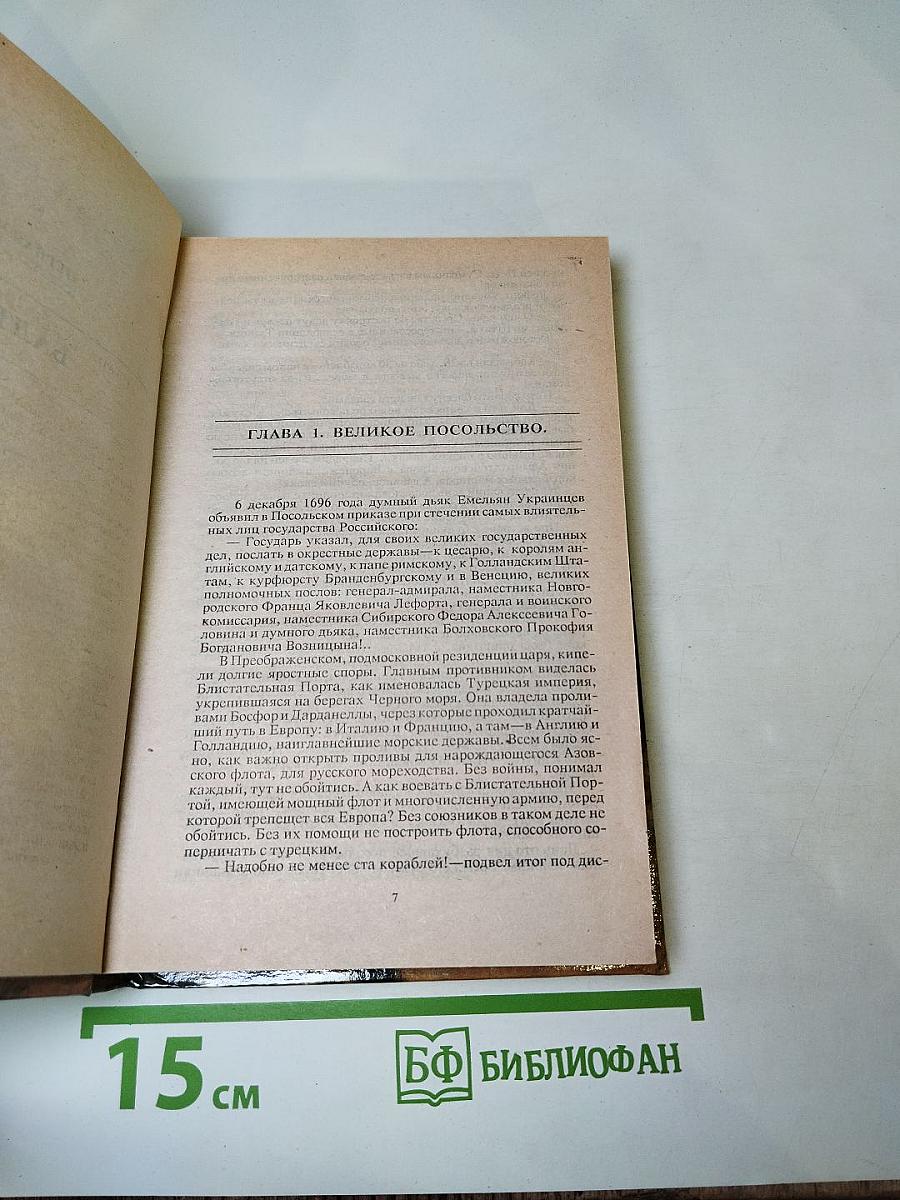 ГЛАВА 1. ВЕЛИКОЕ ПОСОЛЬСТВО.
6 декабря 1696 года думный дьяк Емельян Украинцев
объявил в Посольском приказе при стечении самых влиятель-
ных лиц государства Российского:
— Государь указал, для своих великих государственных
дел, послать в окрестные державы—к цесарю, к королям ан-
глийскому и датскому, к папе римскому, к Голландским Шта-
там, к курфюрсту Бранденбургскому и в Венецию, великих
полномочных послов: генерал-адмирала, наместника Новго-
родского Франца Яковлевича Лефорта, генерала и воинского
комиссария, наместника Сибирского Федора Алексеевича Го-
ловина и думного дьяка, наместника Болховского Прокофия
Богдановича Возницына!..
В Преображенском, подмосковной резиденции царя, кипе-
ли долгие яростные споры. Главным противником виделась
Блистательная Порта, как именовалась Турецкая империя,
укрепившаяся на берегах Черного моря. Она владела проли-
вами Босфор и Дарданеллы, через которые проходил кратчай-
ший путь в Европу: в Италию и Францию, а там—в Англию и
Голландию, наиглавнейшие морские державы. Всем было яс-
но, как важно открыть проливы для нарождающегося Азов-
ского флота, для русского мореходства. Без войны, понимал
каждый, тут не обойтись. А как воевать с Блистательной Пор-
той, имеющей мощный флот и многочисленную армию, перед
которой трепещет вся Европа? Без союзников в таком деле не
обойтись. Без их помощи не построить флота, способного со-
перничать с турецким.
— Надобно не менее ста кораблей!—подвел итог под дис-
7
15 см
БФ БИБЛИОФАН